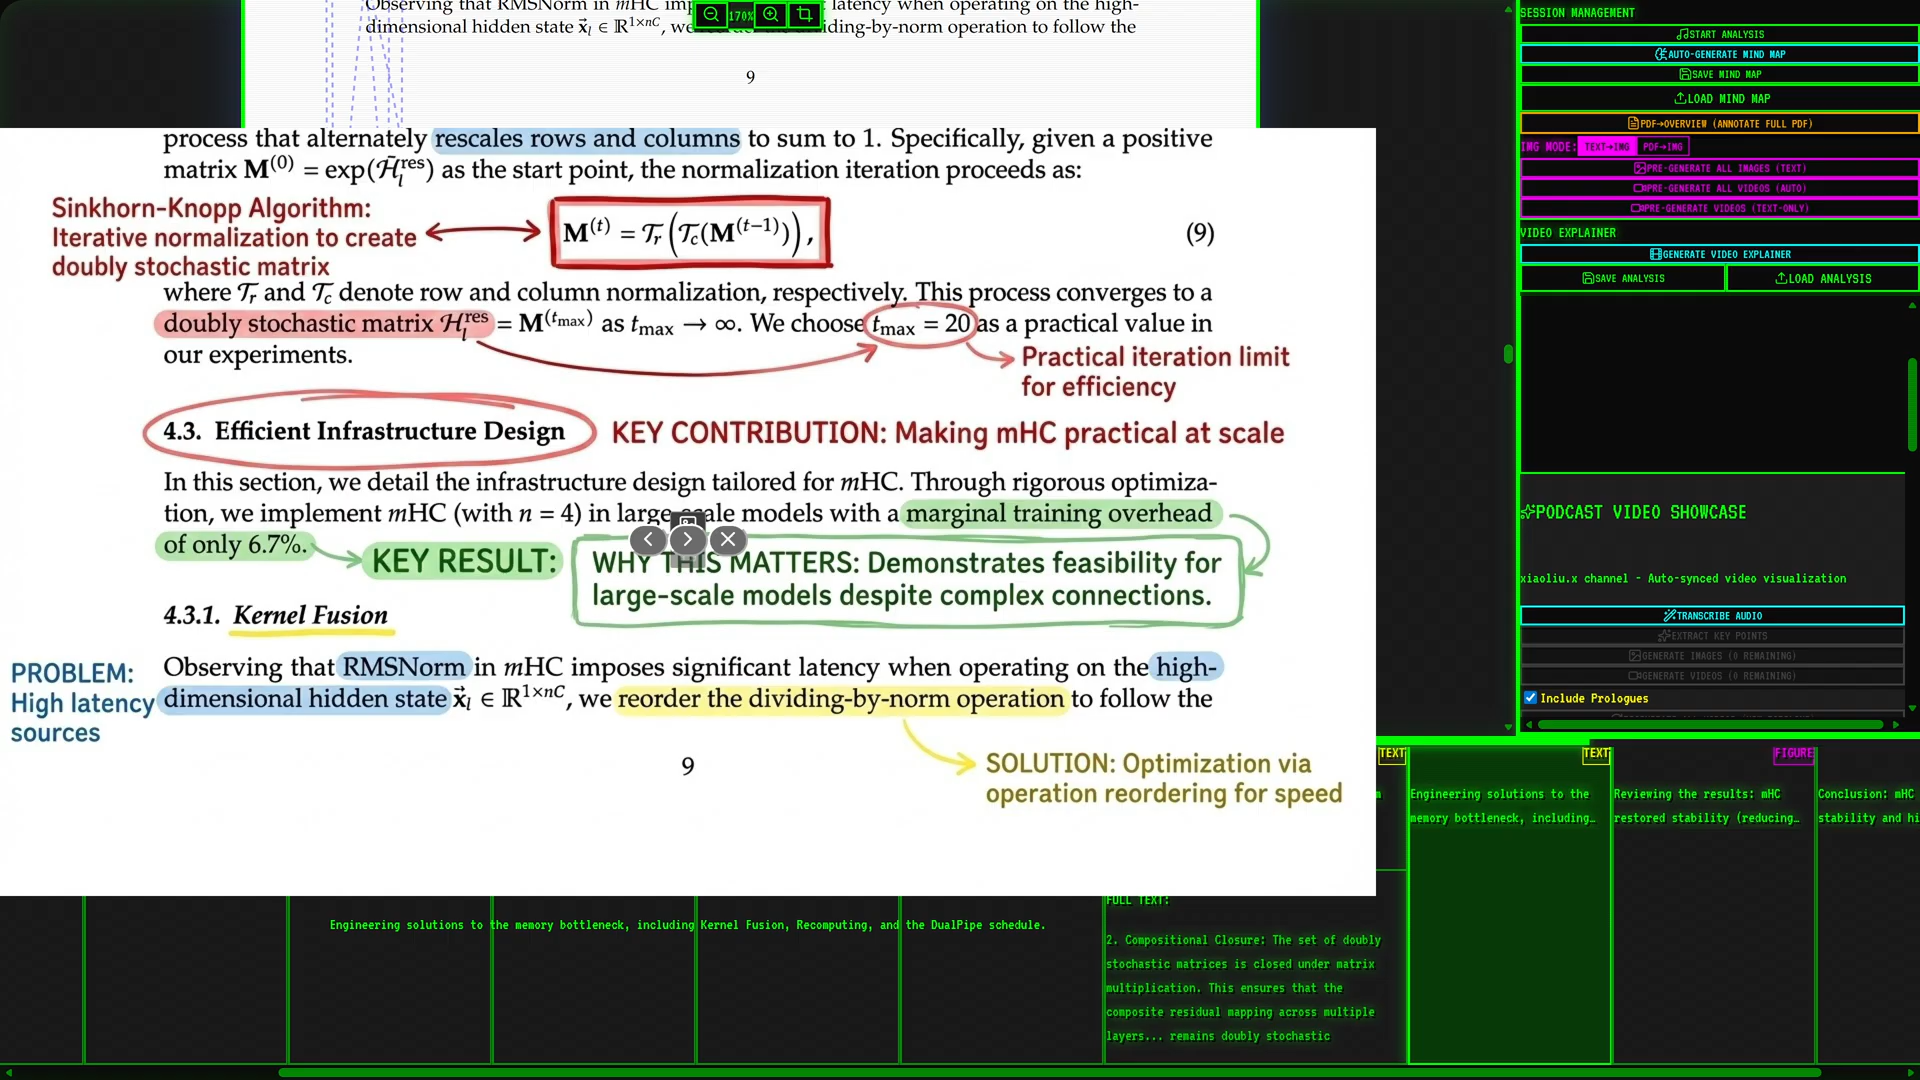 Observing that RMSNorm in mHC imp latency when operating on the high-
dimensional hidden state x⃗ₗ ∈ ℝ¹ˣⁿᶜ, we iding-by-norm operation to follow the
170%
9
process that alternately rescales rows and columns to sum to 1. Specifically, given a positive
matrix M⁽⁰⁾ = exp(H̃ₗʳᵉˢ) as the start point, the normalization iteration proceeds as:
Sinkhorn-Knopp Algorithm:
Iterative normalization to create
doubly stochastic matrix
M⁽ᵗ⁾ = 𝒯ᵣ(𝒯c(M⁽ᵗ⁻¹⁾)),
(9)
where 𝒯ᵣ and 𝒯c denote row and column normalization, respectively. This process converges to a
doubly stochastic matrix ℋₗʳᵉˢ = M⁽ᵗᵐᵃˣ⁾ as tmax → ∞. We choose tmax = 20 as a practical value in
our experiments.
Practical iteration limit
for efficiency
4.3. Efficient Infrastructure Design
KEY CONTRIBUTION: Making mHC practical at scale
In this section, we detail the infrastructure design tailored for mHC. Through rigorous optimiza-
tion, we implement mHC (with n = 4) in large-scale models with a marginal training overhead
of only 6.7%.
KEY RESULT:
WHY THIS MATTERS: Demonstrates feasibility for
large-scale models despite complex connections.
4.3.1. Kernel Fusion
PROBLEM:
High latency
sources
Observing that RMSNorm in mHC imposes significant latency when operating on the high-
dimensional hidden state x⃗ₗ ∈ ℝ¹ˣⁿᶜ, we reorder the dividing-by-norm operation to follow the
9
SOLUTION: Optimization via
operation reordering for speed
Engineering solutions to the memory bottleneck, including Kernel Fusion, Recomputing, and the DualPipe schedule.
FULL TEXT:
2. Compositional Closure: The set of doubly
stochastic matrices is closed under matrix
multiplication. This ensures that the
composite residual mapping across multiple
layers... remains doubly stochastic
TEXT
TEXT
Engineering solutions to the
memory bottleneck, including…
FIGURE
Reviewing the results: mHC
restored stability (reducing…
Conclusion: mHC
stability and hi
SESSION MANAGEMENT
START ANALYSIS
AUTO-GENERATE MIND MAP
SAVE MIND MAP
LOAD MIND MAP
PDF→OVERVIEW (ANNOTATE FULL PDF)
IMG MODE: TEXT→IMG PDF→IMG
PRE-GENERATE ALL IMAGES (TEXT)
PRE-GENERATE ALL VIDEOS (AUTO)
PRE-GENERATE VIDEOS (TEXT-ONLY)
VIDEO EXPLAINER
GENERATE VIDEO EXPLAINER
SAVE ANALYSIS
LOAD ANALYSIS
PODCAST VIDEO SHOWCASE
xiaoliu.x channel - Auto-synced video visualization
TRANSCRIBE AUDIO
EXTRACT KEY POINTS
GENERATE IMAGES (0 REMAINING)
GENERATE VIDEOS (0 REMAINING)
Include Prologues